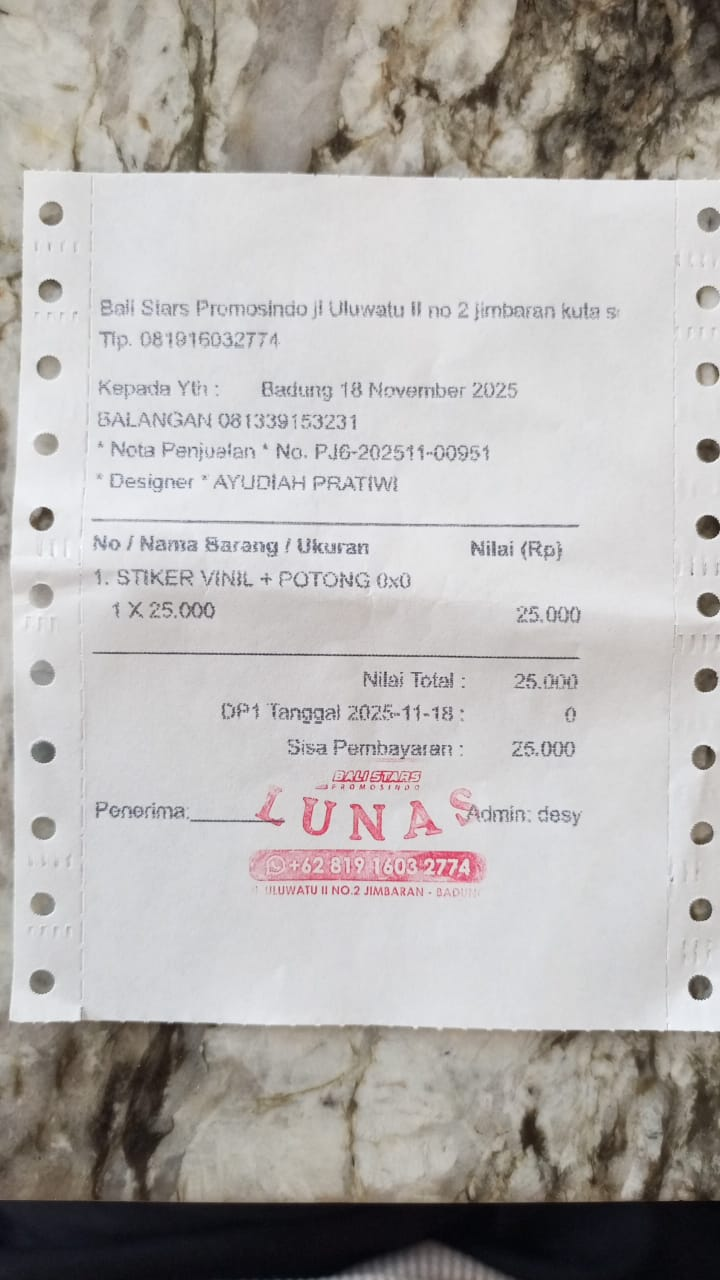 Bali Stars Promosindo jl Uluwatu II no 2 jimbaran kuta
Tlp. 081916032774
Kepada Yth : Badung 18 November 2025
BALANGAN 081339153231
* Nota Penjualan * No. PJ6-202511-00951
* Designer * AYUDIAH PRATIWI
No / Nama Barang / Ukuran Nilai (Rp)
1. STIKER VINIL + POTONG 0x0
1 X 25.000 25.000
Nilai Total : 25.000
DP1 Tanggal 2025-11-18 : 0
Sisa Pembayaran : 25.000
BALI STARS
PROMOSINDO
Penerima: Admin: desy
LUNAS
+62 819 1603 2774
ULUWATU II NO.2 JIMBARAN - BADUNG